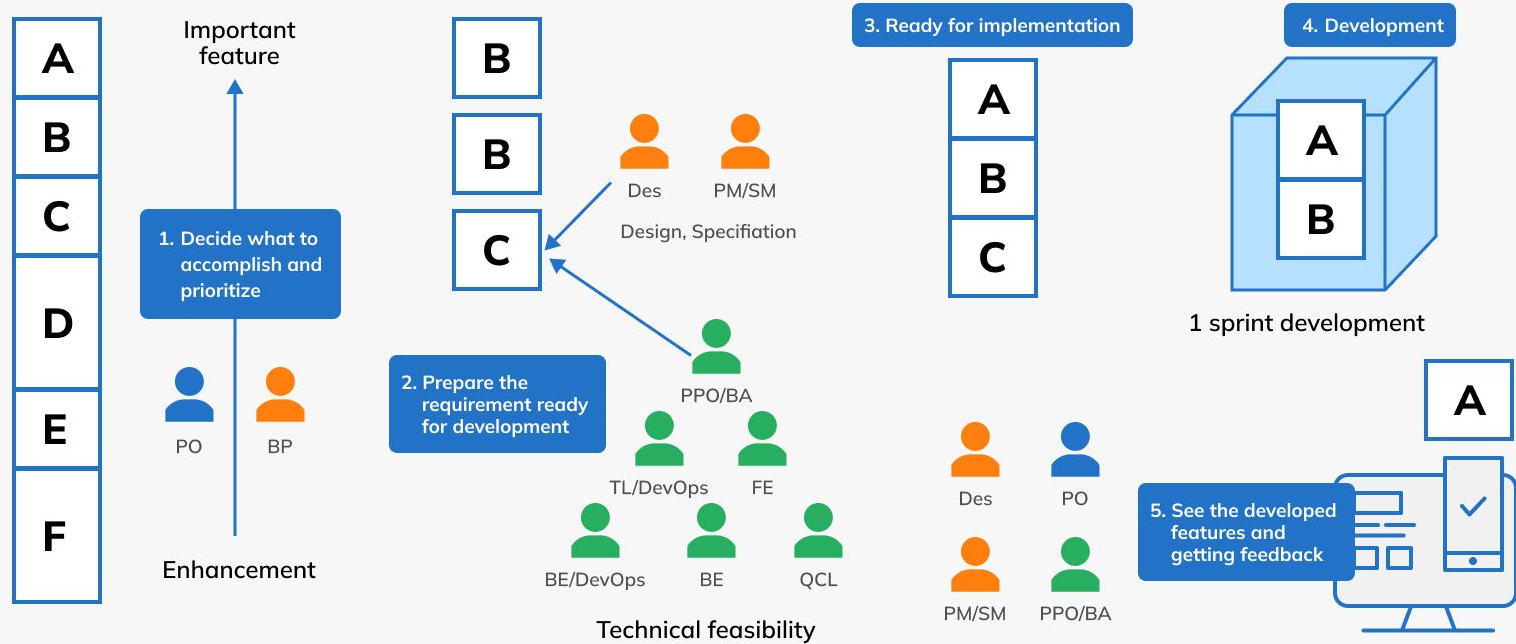 A
B
C
D
E
F
Important
feature
1. Decide what to
accomplish and
prioritize
PO
BP
Enhancement
B
B
C
Des
PM/SM
Design, Specifiation
2. Prepare the
requirement ready
for development
PPO/BA
TL/DevOps
FE
BE/DevOps
BE
QCL
Technical feasibility
3. Ready for implementation
A
B
C
Des
PO
PM/SM
PPO/BA
4. Development
A
B
1 sprint development
A
5. See the developed
features and
getting feedback